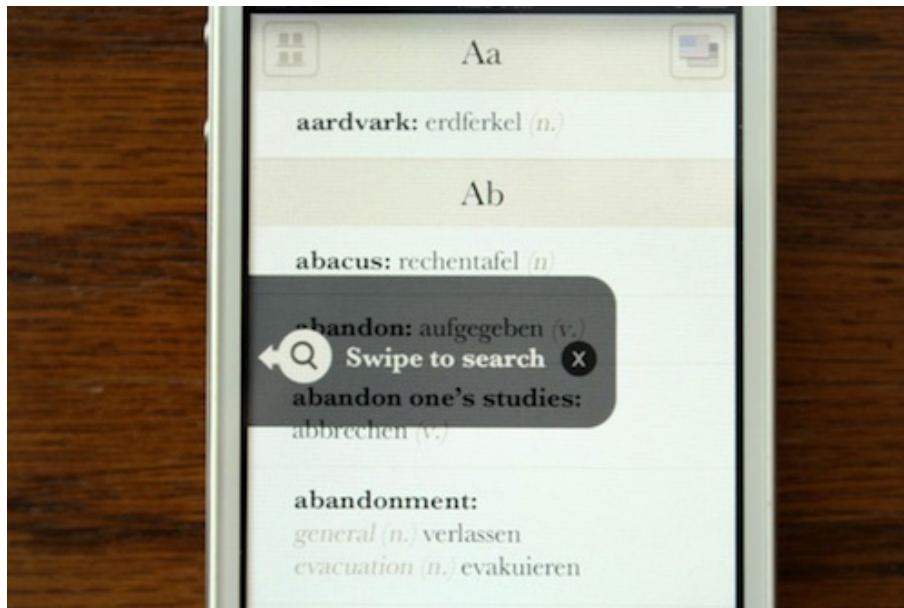 Aa
aardvark: erdferkel (n.)
Ab
abacus: rechentafel (n)
abandon: aufgegeben (v.)
Swipe to search X
abandon one's studies:
abbrechen (v.)
abandonment:
general (n.) verlassen
evacuation (n.) evakuieren